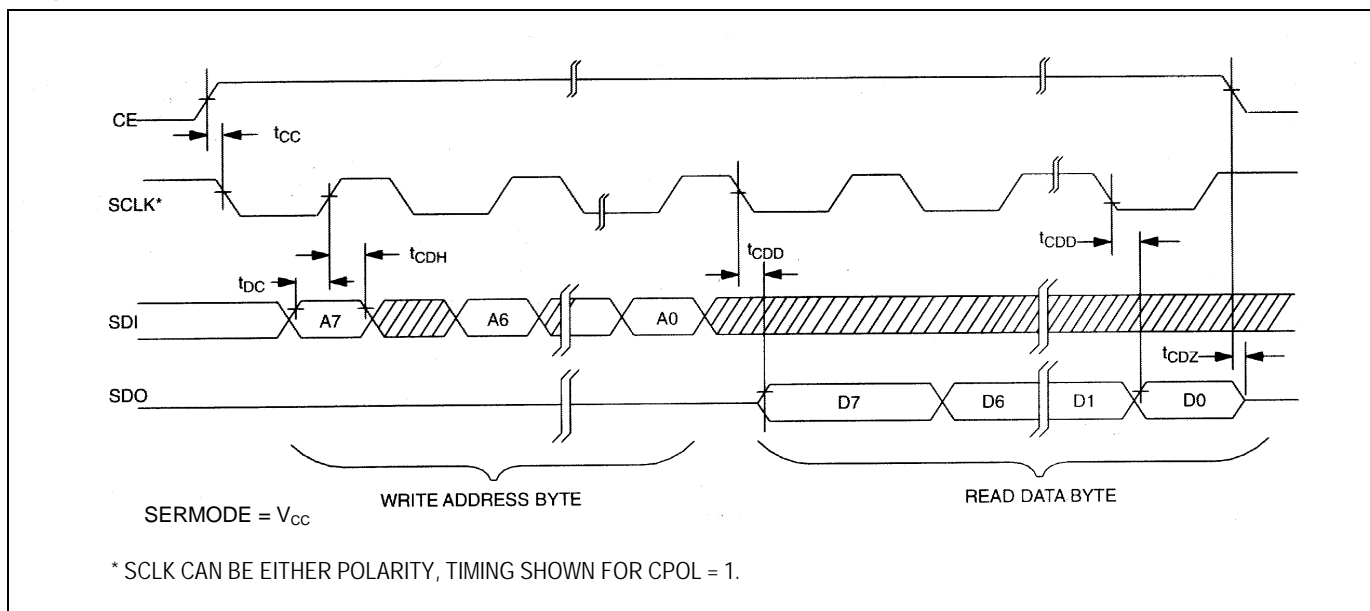 CE
tCC
SCLK*
tCDH
tCDD
tCDD
tDC
SDI
A7
A6
A0
tCDZ
SDO
D7
D6
D1
D0
WRITE ADDRESS BYTE
READ DATA BYTE
SERMODE = VCC
* SCLK CAN BE EITHER POLARITY, TIMING SHOWN FOR CPOL = 1.